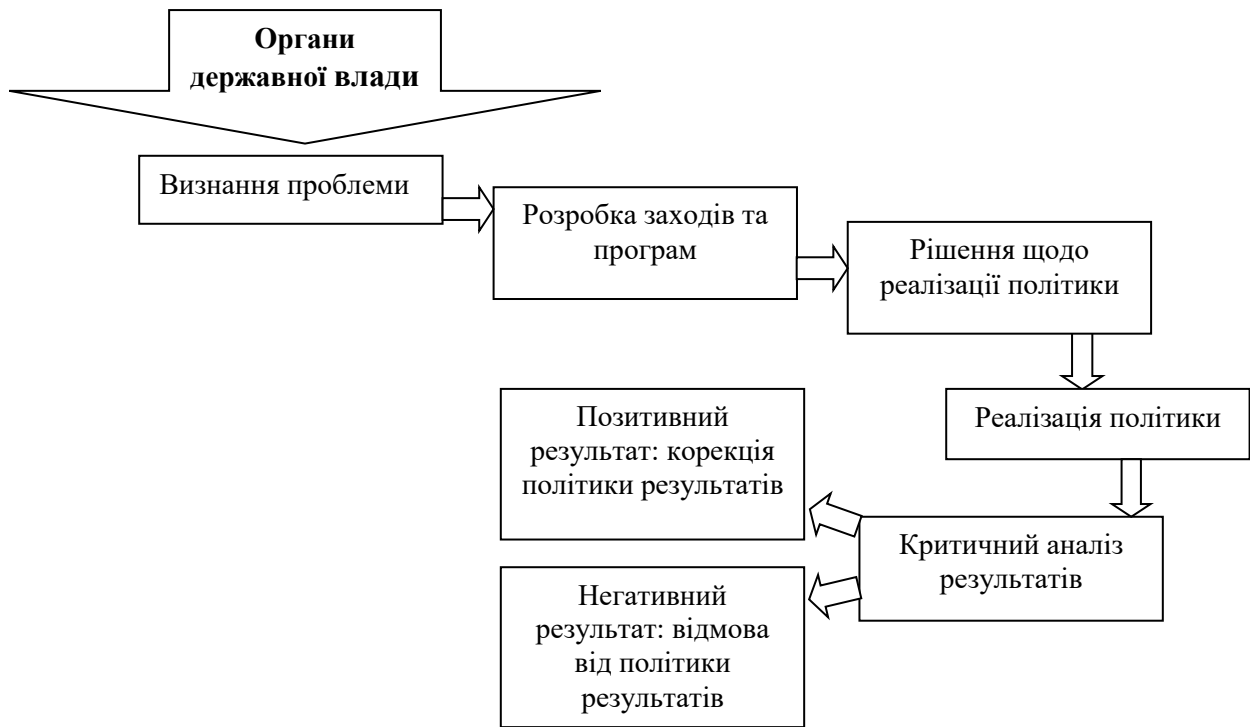 Органи
державної влади
Визнання проблеми
Розробка заходів та
програм
Рішення щодо
реалізації політики
Реалізація політики
Критичний аналіз
результатів
Позитивний
результат: корекція
політики результатів
Негативний
результат: відмова
від політики
результатів